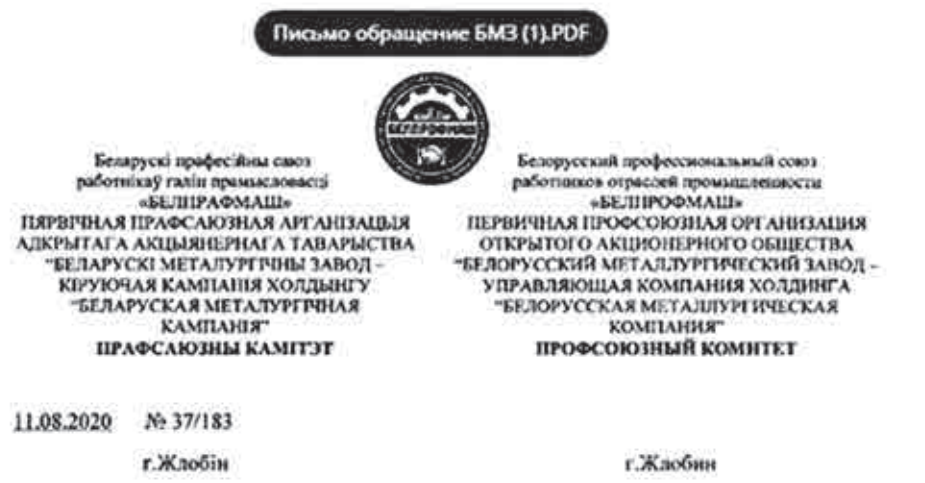 Письмо обращение БМЗ (1).PDF
БЕЛПРОФМАШ
Беларускі прафесійны саюз
работнікаў галін прамысловасці
«БЕЛПРАФМАШ»
ПЯРВІЧНАЯ ПРАФСАЮЗНАЯ АРГАНІЗАЦЫЯ
АДКРЫТАГА АКЦЫЯНЕРНАГА ТАВАРЫСТВА
"БЕЛАРУСКІ МЕТАЛУРГІЧНЫ ЗАВОД –
КІРУЮЧАЯ КАМПАНІЯ ХОЛДЫНГУ
"БЕЛАРУСКАЯ МЕТАЛУРГІЧНАЯ
КАМПАНІЯ"
ПРАФСАЮЗНЫ КАМІТЭТ
Белорусский профессиональный союз
работников отраслей промышленности
«БЕЛПРОФМАШ»
ПЕРВИЧНАЯ ПРОФСОЮЗНАЯ ОРГАНИЗАЦИЯ
ОТКРЫТОГО АКЦИОНЕРНОГО ОБЩЕСТВА
"БЕЛОРУССКИЙ МЕТАЛЛУРГИЧЕСКИЙ ЗАВОД –
УПРАВЛЯЮЩАЯ КОМПАНИЯ ХОЛДИНГА
"БЕЛОРУССКАЯ МЕТАЛЛУРГИЧЕСКАЯ
КОМПАНИЯ"
ПРОФСОЮЗНЫЙ КОМИТЕТ
11.08.2020 № 37/183
г.Жлобін
г.Жлобин